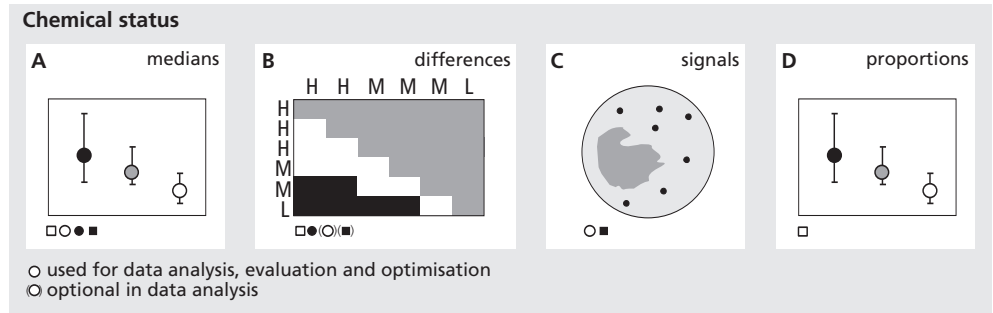 Chemical status
A medians
B differences
H H M M M L
H
H
H
M
M
L
C signals
D proportions
used for data analysis, evaluation and optimisation
optional in data analysis